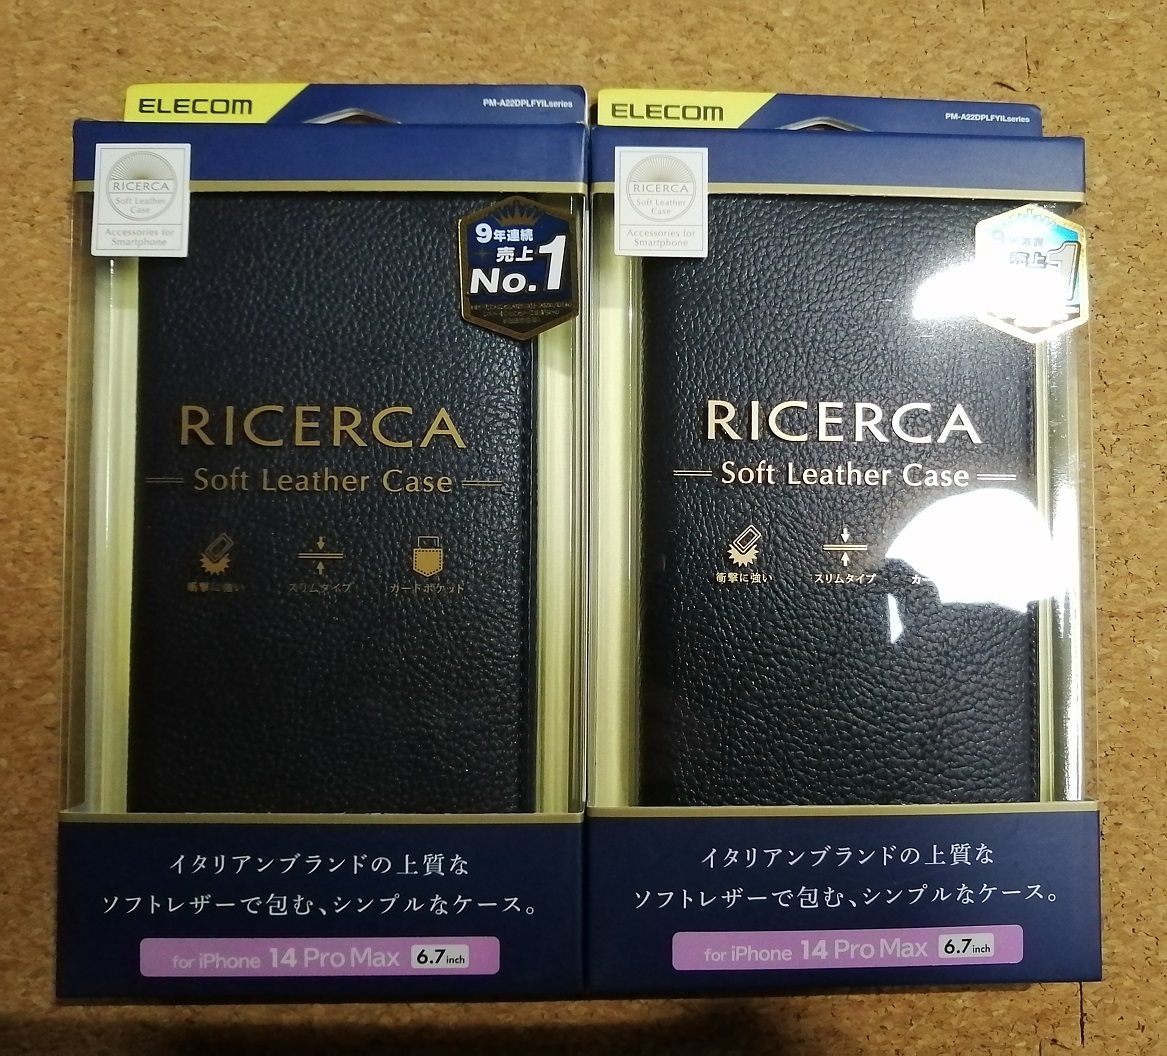 ELECOM
PM-A22DPLFYILseries
RICERCA
Soft Leather
Case
Accessories for
Smartphone
9年連続
売上
No.1
RICERCA
Soft Leather Case
衝撃に強い
スリムタイプ
カードポケット
イタリアンブランドの上質な
ソフトレザーで包む、シンプルなケース。
for iPhone 14 Pro Max 6.7inch
ELECOM
PM-A22DPLFYILseries
RICERCA
Soft Leather
Case
Accessories for
Smartphone
売上
1
RICERCA
Soft Leather Case
衝撃に強い
スリムタイプ
イタリアンブランドの上質な
ソフトレザーで包む、シンプルなケース。
for iPhone 14 Pro Max 6.7inch